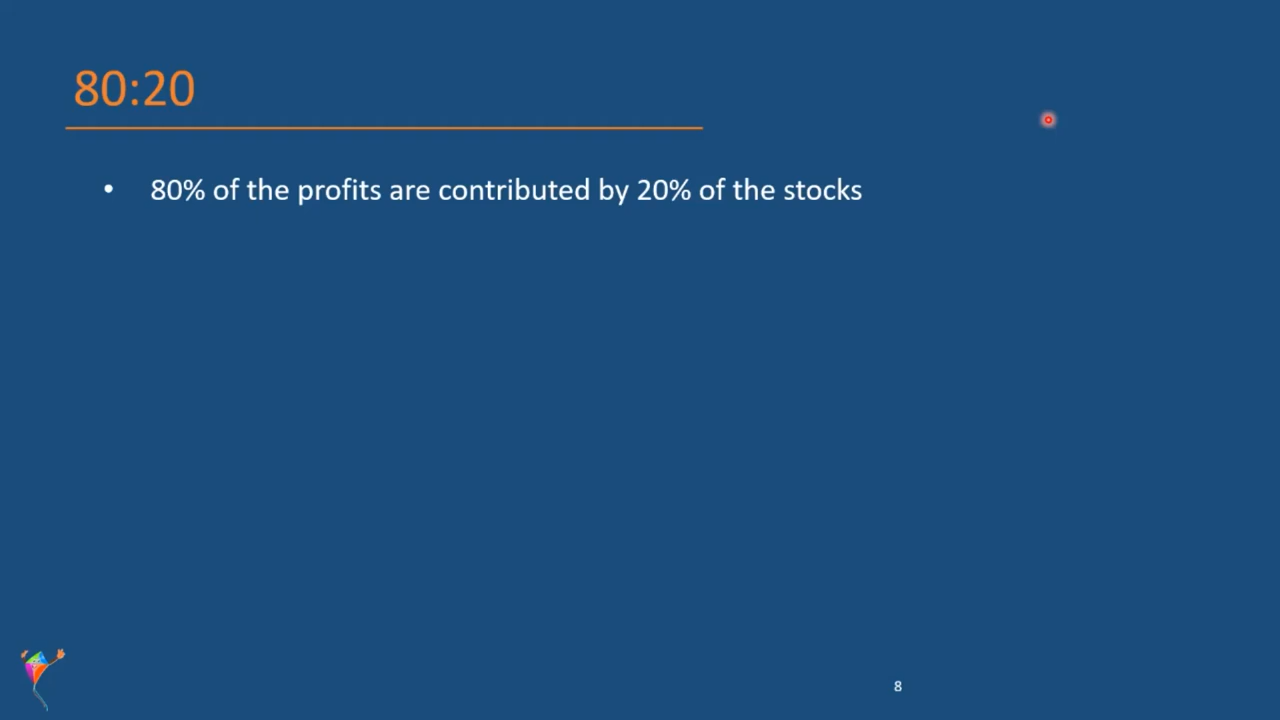 80:20
• 80% of the profits are contributed by 20% of the stocks
8